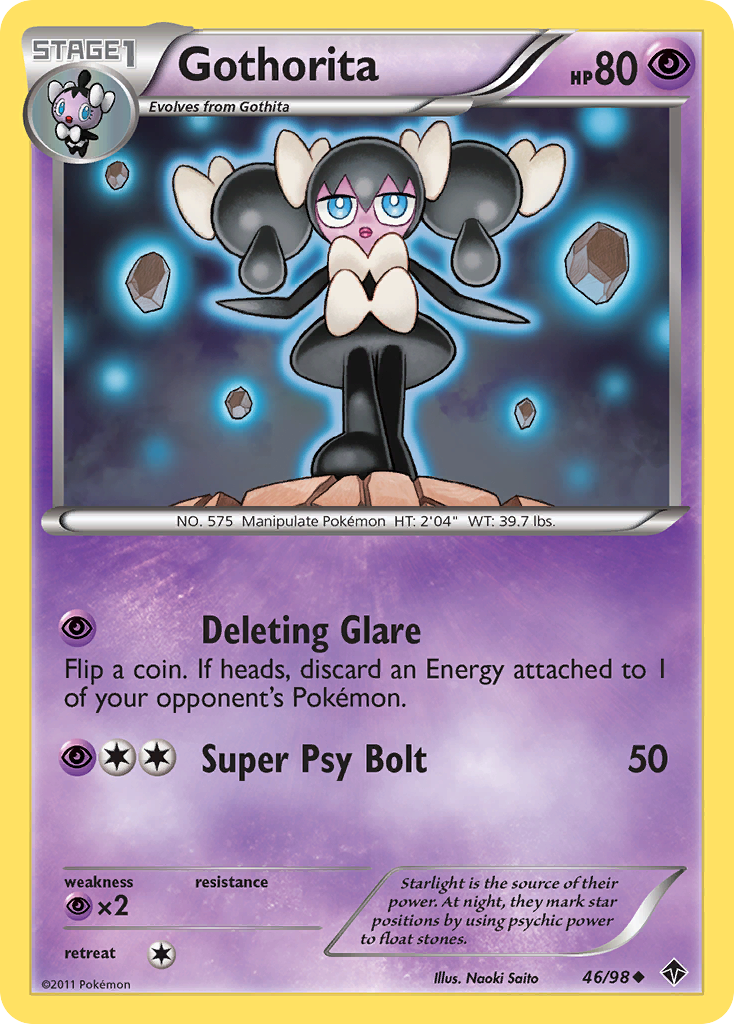 STAGE1
Gothorita
HP80
Evolves from Gothita
NO. 575 Manipulate Pokémon HT: 2'04" WT: 39.7 lbs.
Deleting Glare
Flip a coin. If heads, discard an Energy attached to 1
of your opponent's Pokémon.
Super Psy Bolt 50
weakness resistance
×2
retreat
Starlight is the source of their
power. At night, they mark star
positions by using psychic power
to float stones.
©2011 Pokémon
Illus. Naoki Saito
46/98